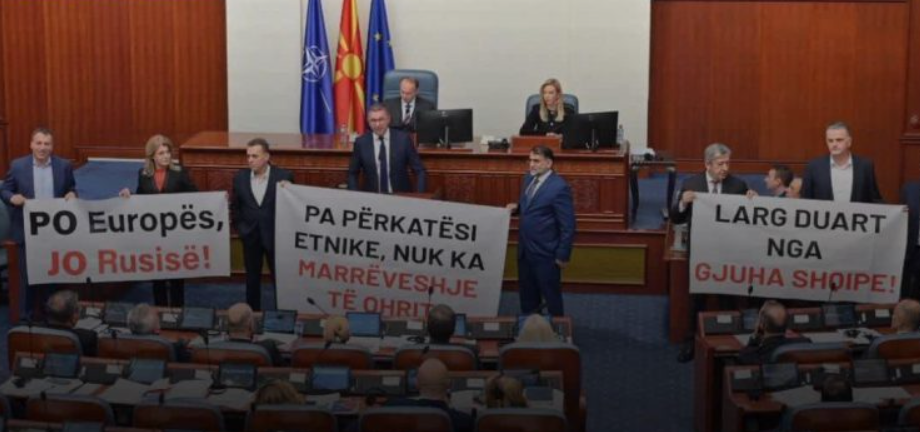 PO Europës,
JO Rusisë!
PA PËRKATËSI
ETNIKE, NUK KA
MARRËVESHJE
TË OHRIT
LARG DUART
NGA
GJUHA SHQIPE!